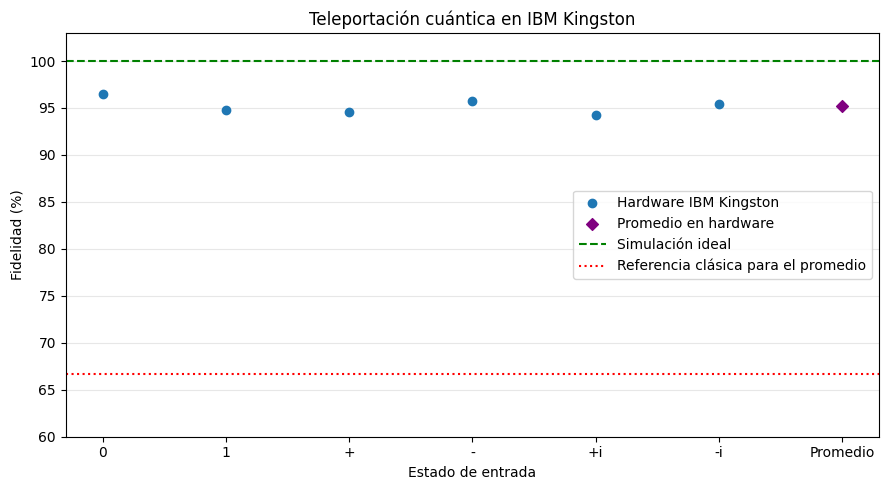 Teleportación cuántica en IBM Kingston
Fidelidad (%)
100
95
90
85
80
75
70
65
60
Hardware IBM Kingston
Promedio en hardware
Simulación ideal
Referencia clásica para el promedio
0 1 + - +i -i Promedio
Estado de entrada